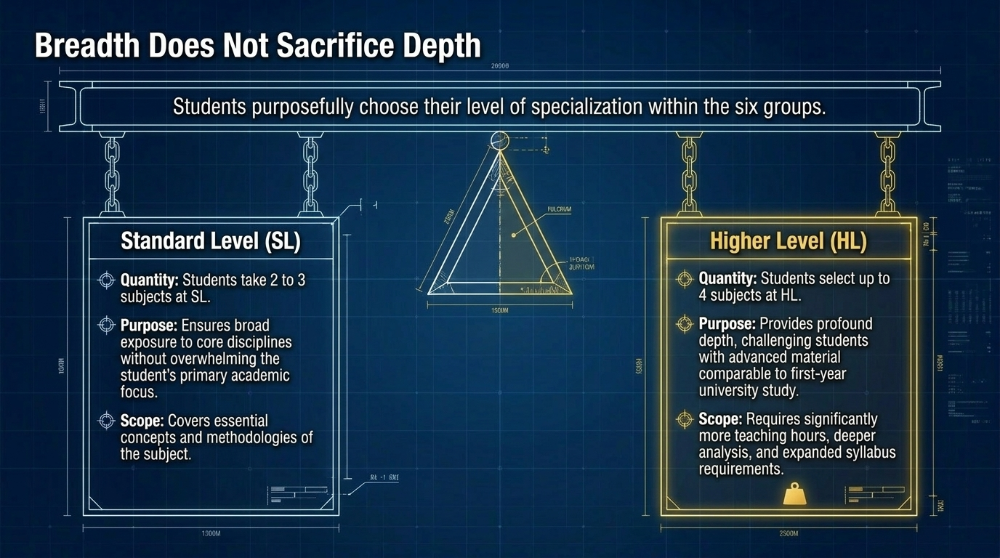 Breadth Does Not Sacrifice Depth
20900
Students purposefully choose their level of specialization within the six groups.
FULCRUM
1500M
Standard Level (SL)
Quantity: Students take 2 to 3
subjects at SL.
Purpose: Ensures broad
exposure to core disciplines
without overwhelming the
student's primary academic
focus.
Scope: Covers essential
concepts and methodologies of
the subject.
1900M
Higher Level (HL)
Quantity: Students select up to
4 subjects at HL.
Purpose: Provides profound
depth, challenging students
with advanced material
comparable to first-year
university study.
Scope: Requires significantly
more teaching hours, deeper
analysis, and expanded syllabus
requirements.
2500M